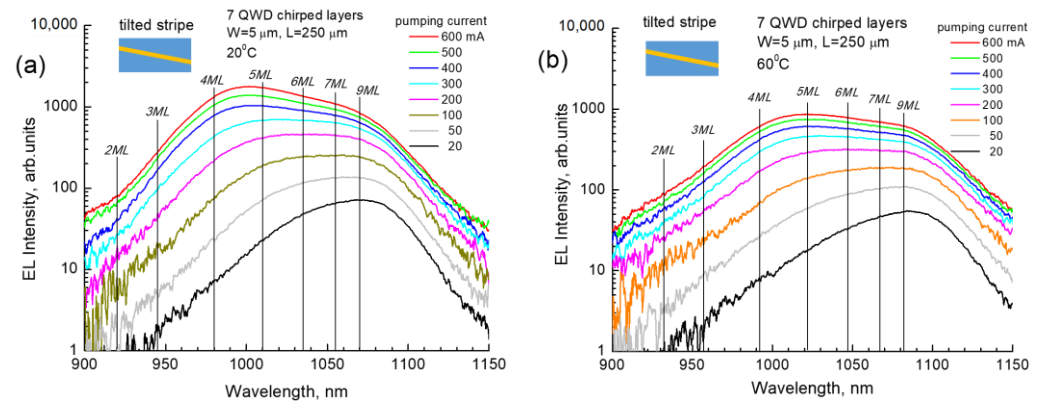 tilted stripe
7 QWD chirped layers
W=5 μm, L=250 μm
20⁰C
pumping current
600 mA
500
400
300
200
100
50
20
(a)
10,000
1000
100
10
1
EL Intensity, arb.units
2ML
3ML
4ML
5ML
6ML
7ML
9ML
900
950
1000
1050
1100
1150
Wavelength, nm
tilted stripe
7 QWD chirped layers
W=5 μm, L=250 μm
60⁰C
pumping current
600 mA
500
400
300
200
100
50
20
(b)
10,000
1000
100
10
1
EL Intensity, arb.units
2ML
3ML
4ML
5ML
6ML
7ML
9ML
900
950
1000
1050
1100
1150
Wavelength, nm